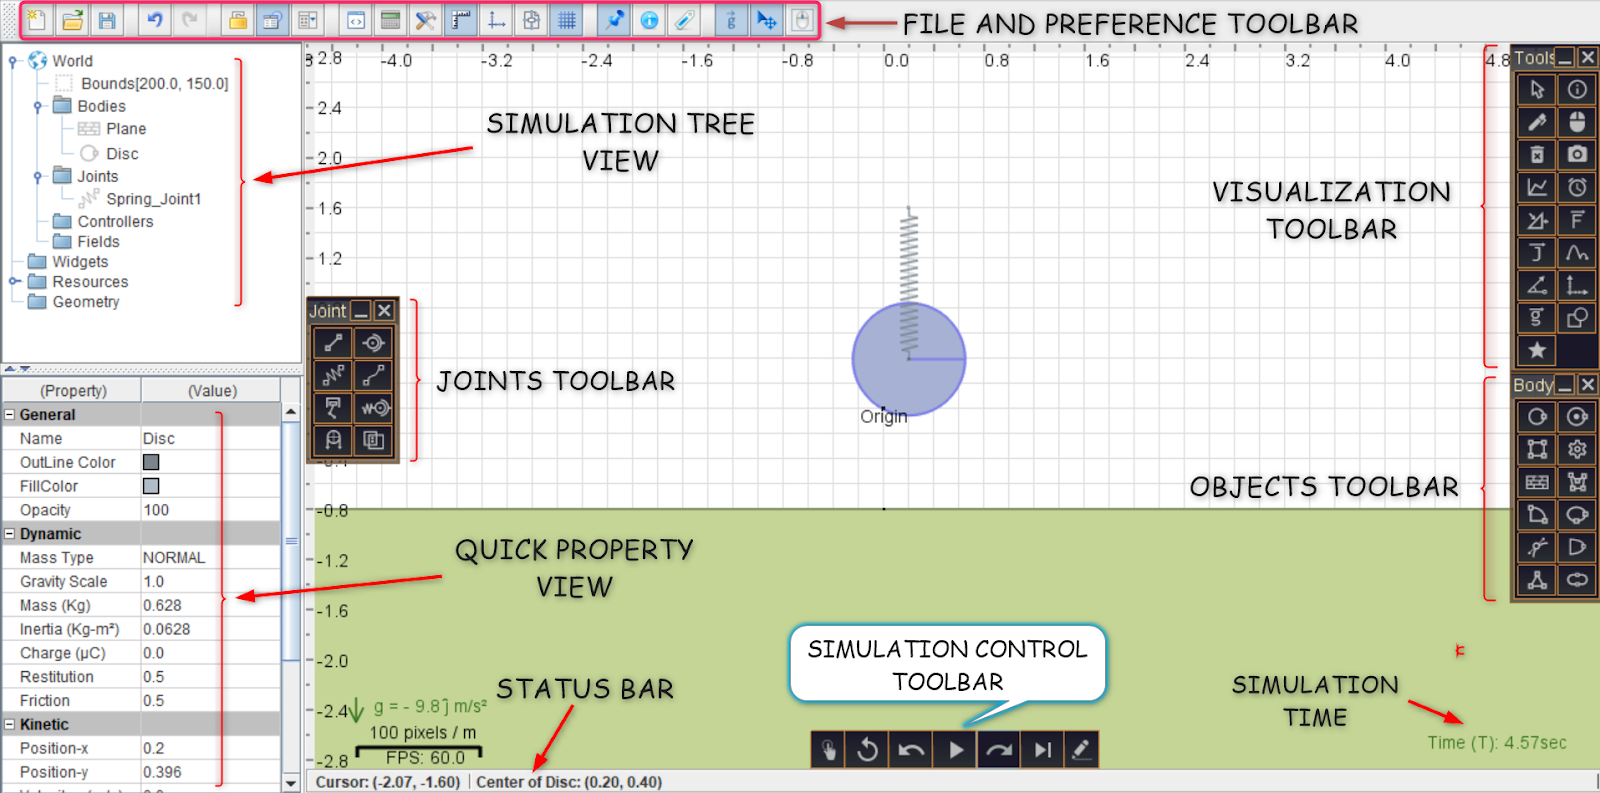 FILE AND PREFERENCE TOOLBAR
World
Bounds[200.0, 150.0]
Bodies
Plane
Disc
Joints
Spring_Joint1
Controllers
Fields
Widgets
Resources
Geometry
SIMULATION TREE
VIEW
-4.0 -3.2 -2.4 -1.6 -0.8 0.0 0.8 1.6 2.4 3.2 4.0 4.8
2.8
2.4
2.0
1.6
1.2
-0.8
-1.2
-1.6
-2.0
-2.4
-2.8
Tools
VISUALIZATION
TOOLBAR
Joint
JOINTS TOOLBAR
Origin
Body
OBJECTS TOOLBAR
(Property) (Value)
General
Name Disc
OutLine Color
FillColor
Opacity 100
Dynamic
Mass Type NORMAL
Gravity Scale 1.0
Mass (Kg) 0.628
Inertia (Kg-m²) 0.0628
Charge (µC) 0.0
Restitution 0.5
Friction 0.5
Kinetic
Position-x 0.2
Position-y 0.396
QUICK PROPERTY
VIEW
STATUS BAR
SIMULATION CONTROL
TOOLBAR
SIMULATION
TIME
g = - 9.8 ĵ m/s²
100 pixels / m
FPS: 60.0
Time (T): 4.57sec
Cursor: (-2.07, -1.60) Center of Disc: (0.20, 0.40)